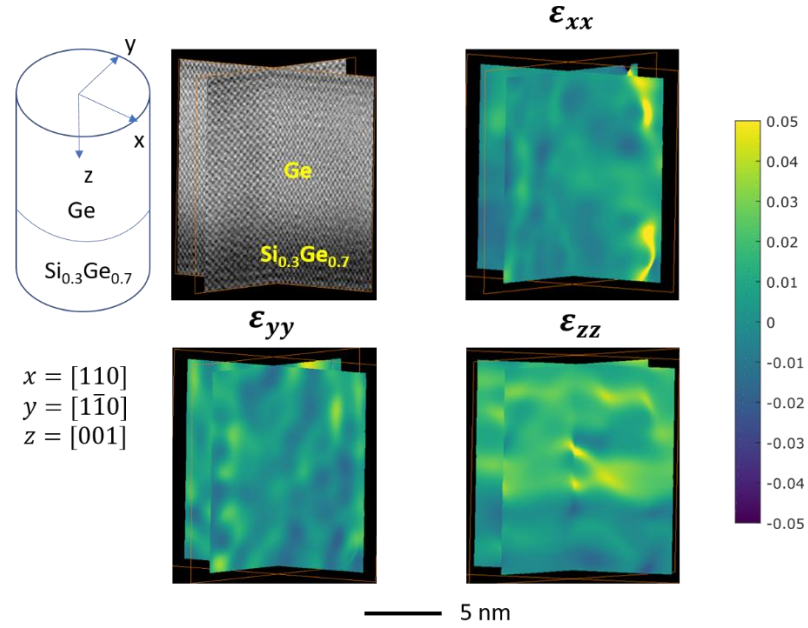 εxx
y
x
z
Ge
Si0.3Ge0.7
Ge
Si0.3Ge0.7
0.05
0.04
0.03
0.02
0.01
0
-0.01
-0.02
-0.03
-0.04
-0.05
εyy
εzz
x = [110]
y = [11̄0]
z = [001]
5 nm